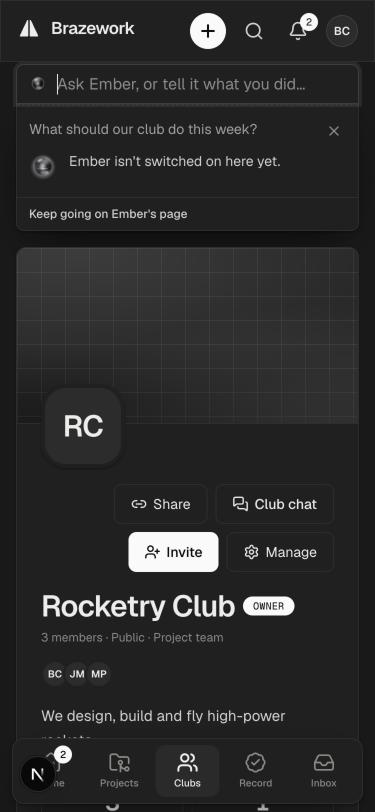 Brazework
2
BC
Ask Ember, or tell it what you did...
What should our club do this week?
Ember isn't switched on here yet.
Keep going on Ember's page
RC
Share
Club chat
Invite
Manage
Rocketry Club OWNER
3 members · Public · Project team
BC JM MP
We design, build and fly high-power
N
2
Projects
Clubs
Record
Inbox